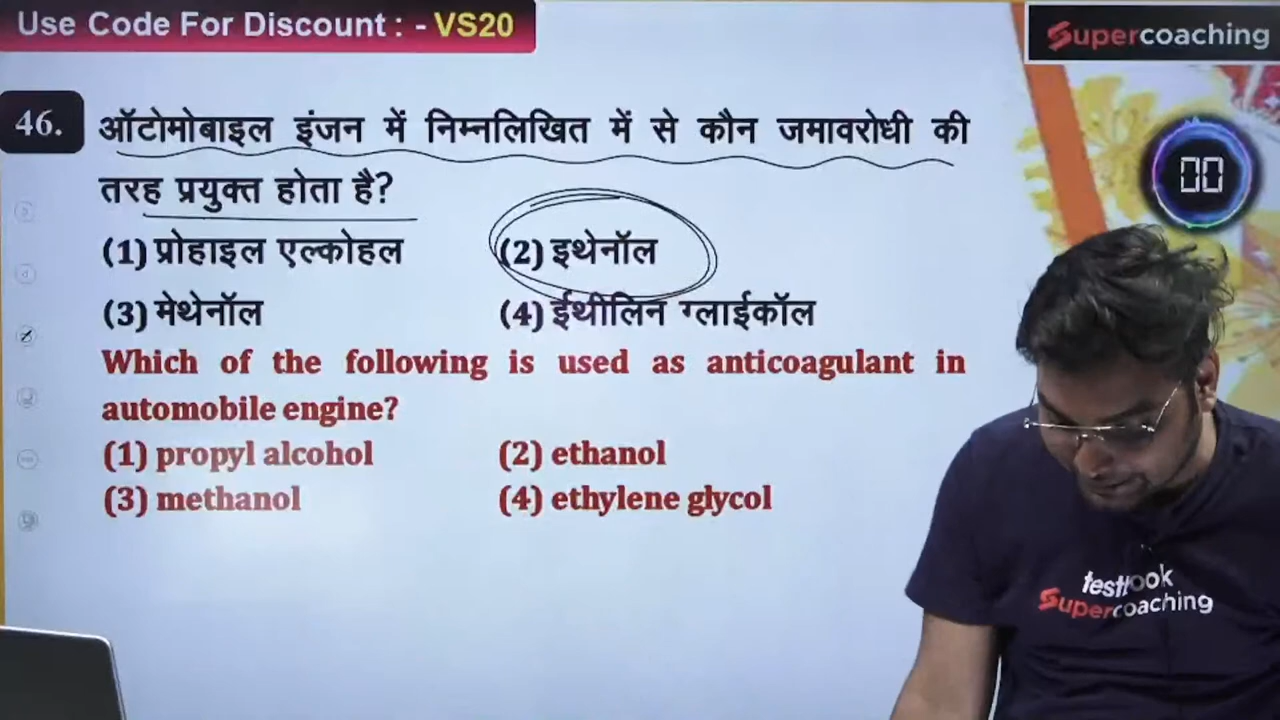 Use Code For Discount : - VS20
Supercoaching
46. ऑटोमोबाइल इंजन में निम्नलिखित में से कौन जमावरोधी की
तरह प्रयुक्त होता है?
00
(1) प्रोहाइल एल्कोहल (2) इथेनॉल
(3) मेथेनॉल (4) ईथीलिन ग्लाईकॉल
Which of the following is used as anticoagulant in
automobile engine?
(1) propyl alcohol (2) ethanol
(3) methanol (4) ethylene glycol
testbook
Supercoaching